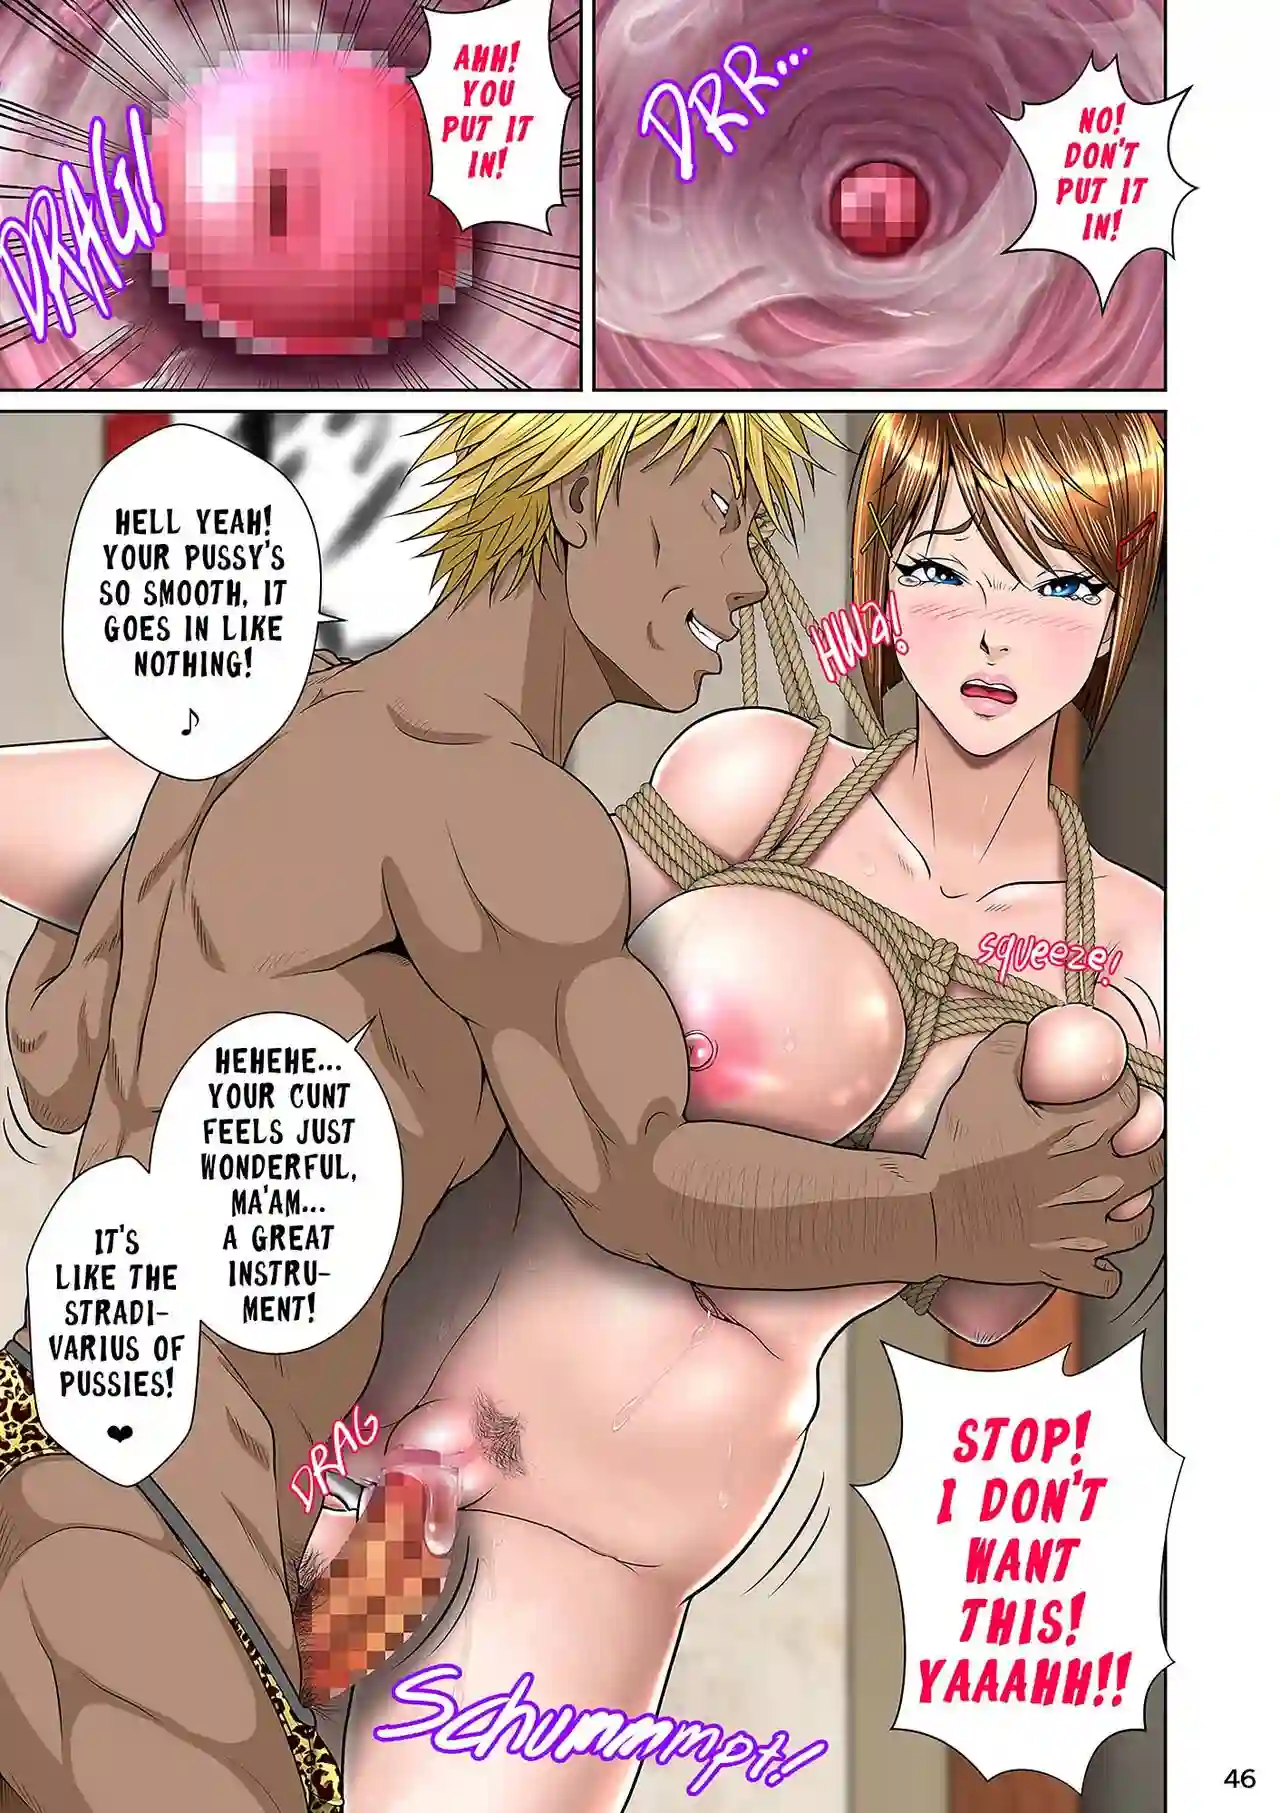 NO!
DON'T
PUT IT
IN!
DRR...
AHH!
YOU
PUT IT
IN!
DRAG!
HELL YEAH!
YOUR PUSSY'S
SO SMOOTH, IT
GOES IN LIKE
NOTHING!
♪
HWA!
SQUEEZE!
HEHEHE...
YOUR CUNT
FEELS JUST
WONDERFUL,
MA'AM...
A GREAT
INSTRU-
MENT!
IT'S
LIKE THE
STRADI-
VARIUS OF
PUSSIES!
❤
DRAG
STOP!
I DON'T
WANT
THIS!
YAAAHH!!
Schummmmpt!
46